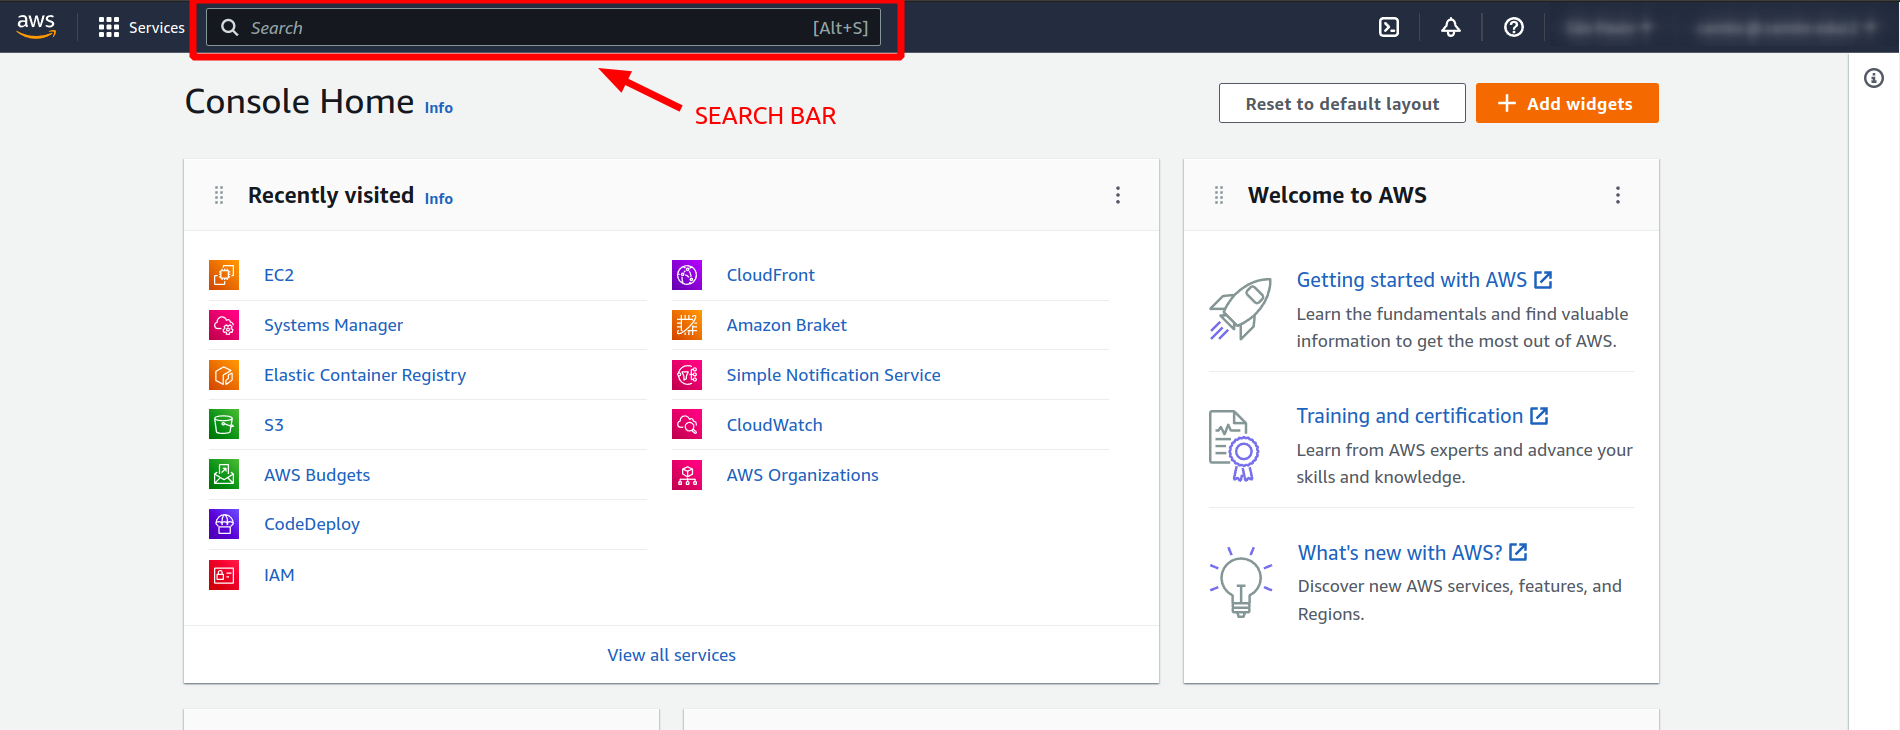 aws
Services
Search
[Alt+S]
Console Home Info
SEARCH BAR
Reset to default layout
Add widgets
Recently visited Info
EC2
Systems Manager
Elastic Container Registry
S3
AWS Budgets
CodeDeploy
IAM
CloudFront
Amazon Braket
Simple Notification Service
CloudWatch
AWS Organizations
View all services
Welcome to AWS
Getting started with AWS
Learn the fundamentals and find valuable
information to get the most out of AWS.
Training and certification
Learn from AWS experts and advance your
skills and knowledge.
What's new with AWS?
Discover new AWS services, features, and
Regions.